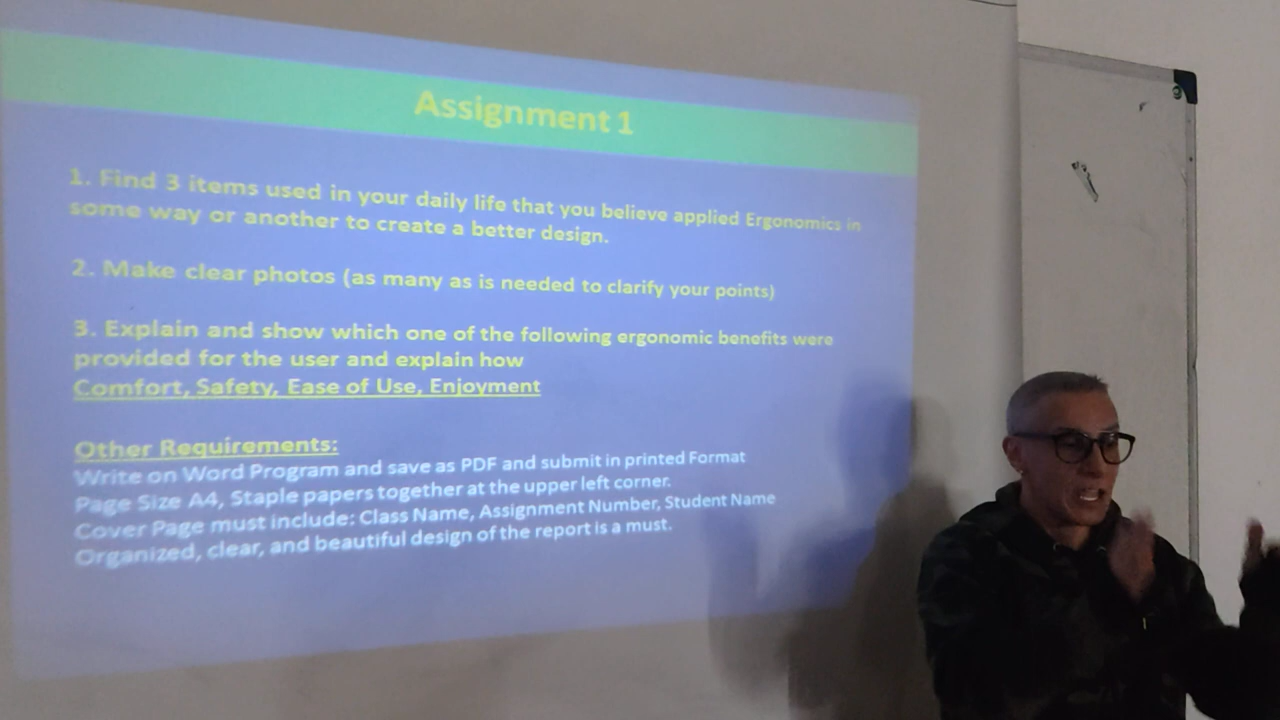 Assignment 1
1. Find 3 items used in your daily life that you believe applied Ergonomics in
some way or another to create a better design.
2. Make clear photos (as many as is needed to clarify your points)
3. Explain and show which one of the following ergonomic benefits were
provided for the user and explain how
Comfort, Safety, Ease of Use, Enjoyment
Other Requirements:
Write on Word Program and save as PDF and submit in printed Format
Page Size A4, Staple papers together at the upper left corner.
Cover Page must include: Class Name, Assignment Number, Student Name
Organized, clear, and beautiful design of the report is a must.